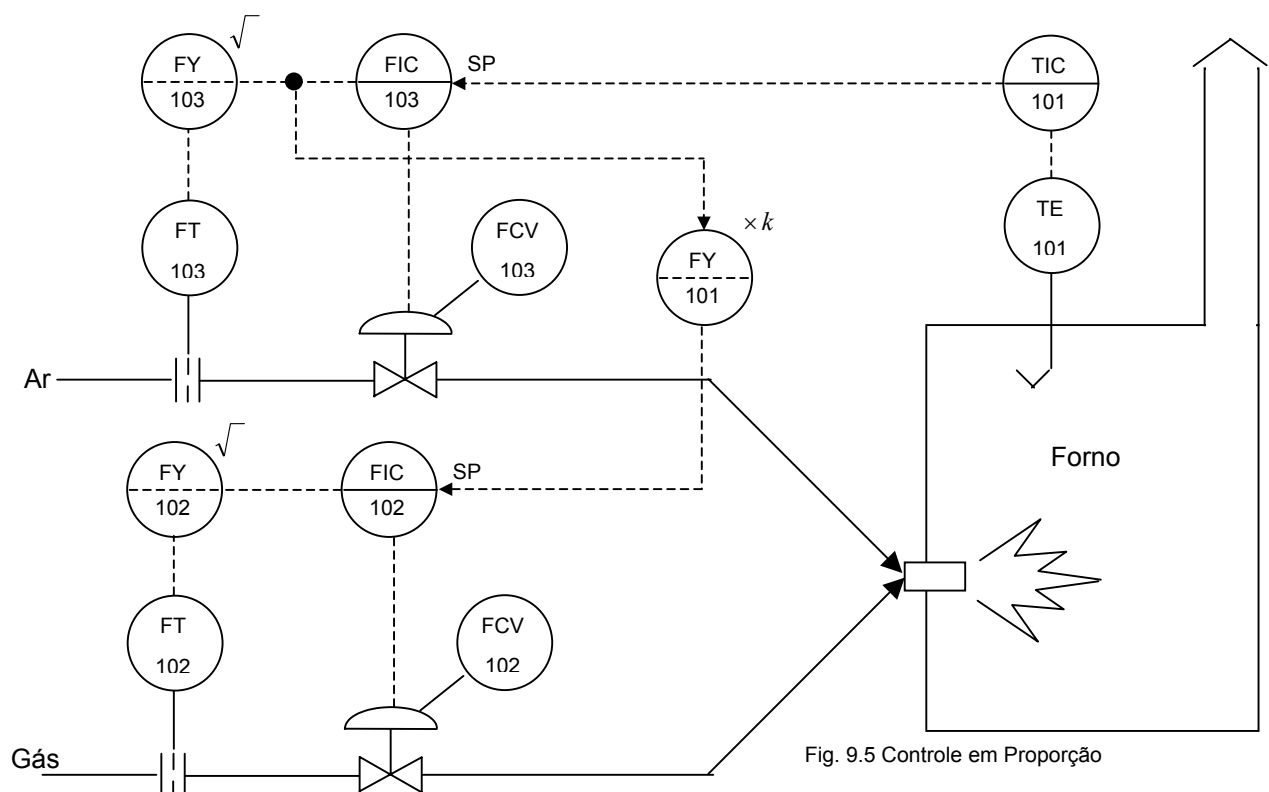 √
FY
103
FIC
103
SP
TIC
101
FT
103
FCV
103
× k
FY
101
TE
101
Ar
√
FY
102
FIC
102
SP
Forno
FT
102
FCV
102
Gás
Fig. 9.5 Controle em Proporção